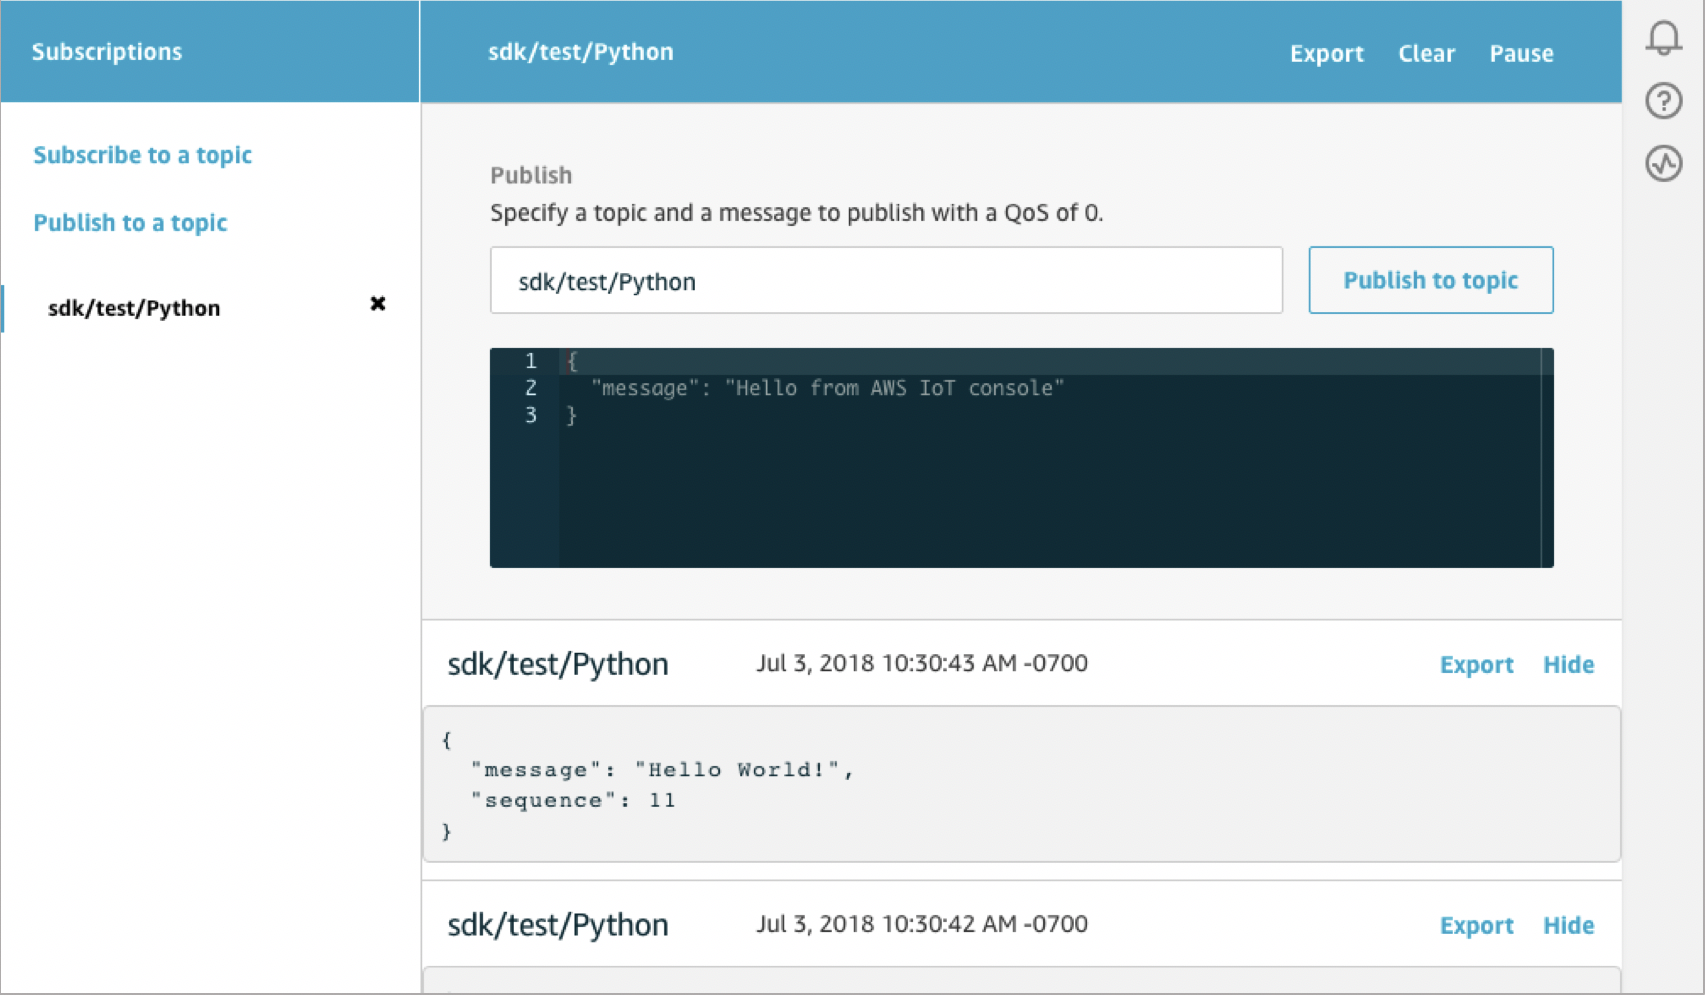 Subscriptions
sdk/test/Python
Export Clear Pause
Subscribe to a topic
Publish to a topic
sdk/test/Python
Publish
Specify a topic and a message to publish with a QoS of 0.
sdk/test/Python
Publish to topic
1 {
2 "message": "Hello from AWS IoT console"
3 }
sdk/test/Python Jul 3, 2018 10:30:43 AM -0700 Export Hide
{
"message": "Hello World!",
"sequence": 11
}
sdk/test/Python Jul 3, 2018 10:30:42 AM -0700 Export Hide